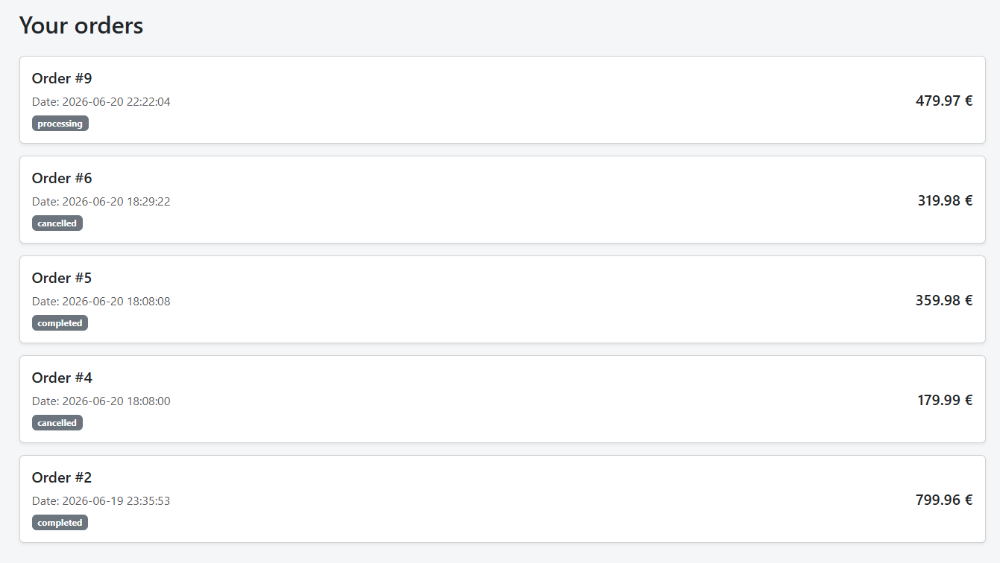 Your orders
Order #9
Date: 2026-06-20 22:22:04
479.97 €
processing
Order #6
Date: 2026-06-20 18:29:22
319.98 €
cancelled
Order #5
Date: 2026-06-20 18:08:08
359.98 €
completed
Order #4
Date: 2026-06-20 18:08:00
179.99 €
cancelled
Order #2
Date: 2026-06-19 23:35:53
799.96 €
completed